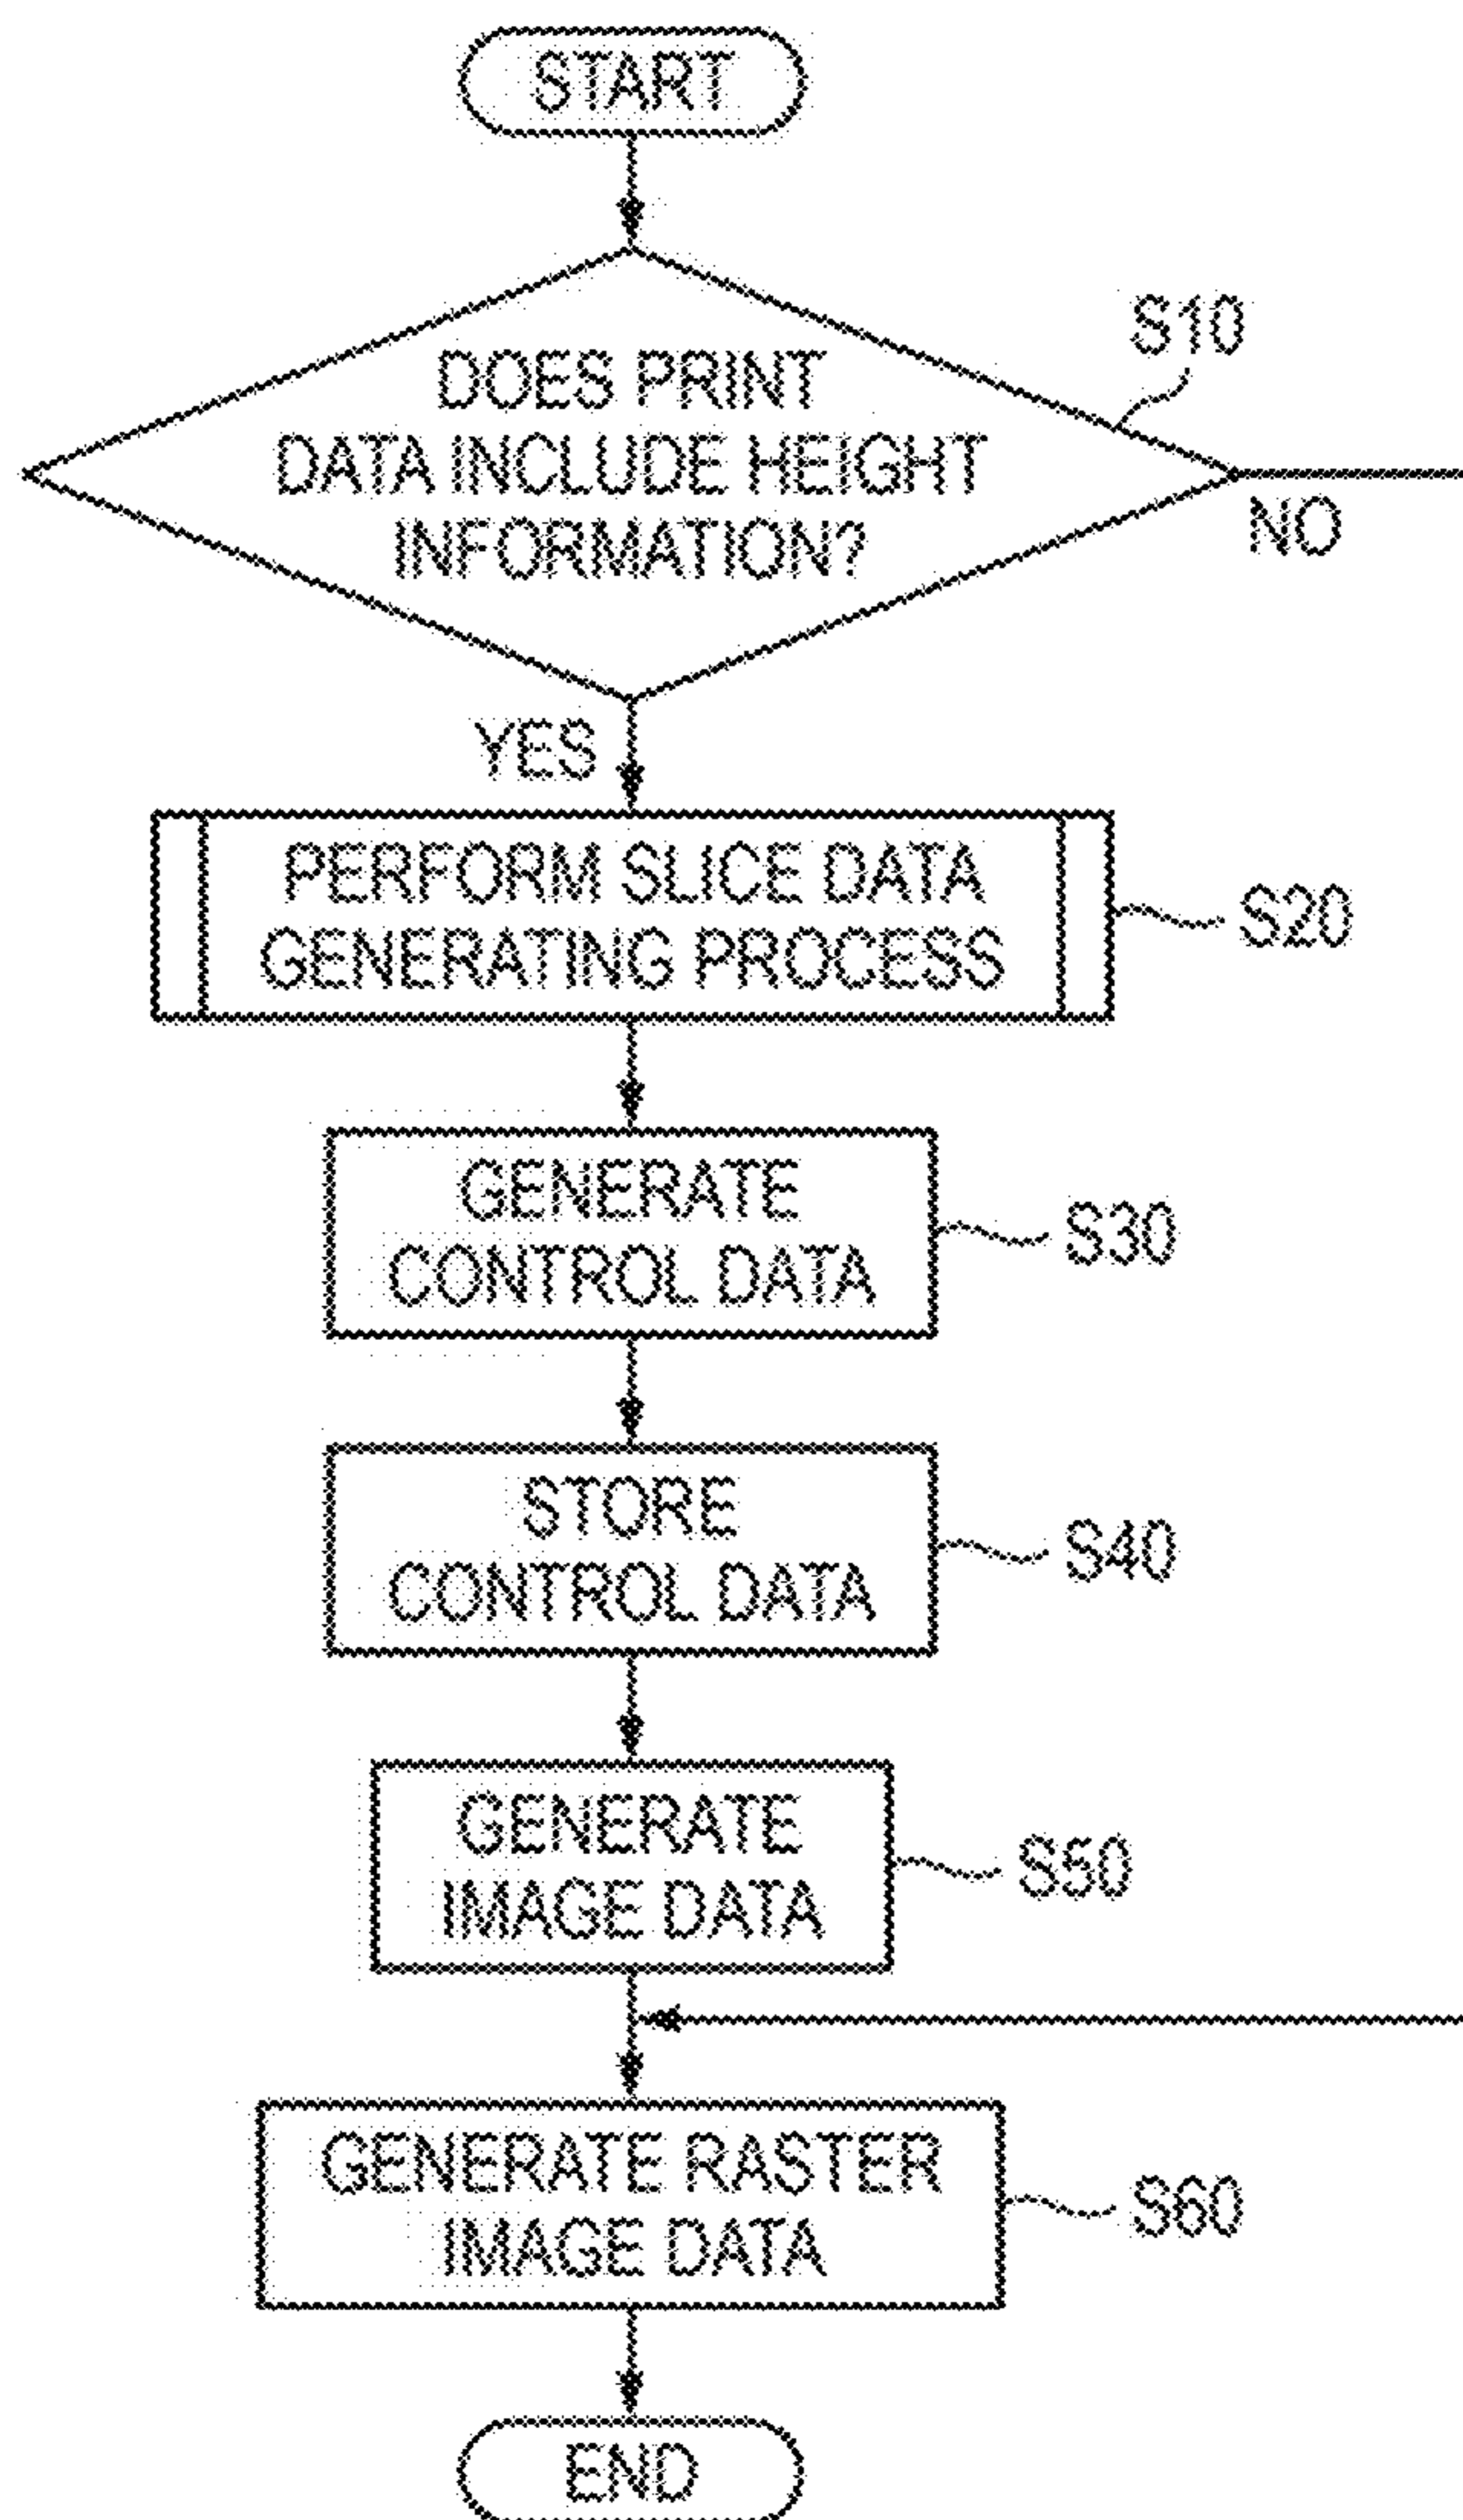 START
S10
DOES PRINT
DATA INCLUDE HEIGHT
INFORMATION?
NO
YES
PERFORM SLICE DATA
GENERATING PROCESS
S20
GENERATE
CONTROL DATA
S30
STORE
CONTROL DATA
S40
GENERATE
IMAGE DATA
S50
GENERATE RASTER
IMAGE DATA
S60
END